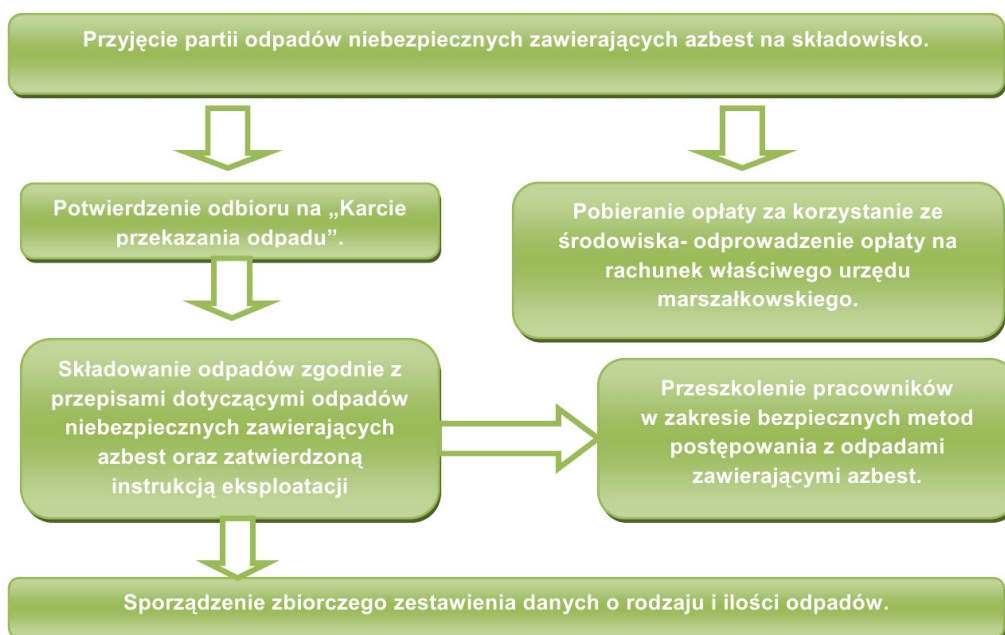 Przyjęcie partii odpadów niebezpiecznych zawierających azbest na składowisko.
Potwierdzenie odbioru na „Karcie
przekazania odpadu”.
Pobieranie opłaty za korzystanie ze
środowiska- odprowadzenie opłaty na
rachunek właściwego urzędu
marszałkowskiego.
Składowanie odpadów zgodnie z
przepisami dotyczącymi odpadów
niebezpiecznych zawierających
azbest oraz zatwierdzoną
instrukcją eksploatacji
Przeszkolenie pracowników
w zakresie bezpiecznych metod
postępowania z odpadami
zawierającymi azbest.
Sporządzenie zbiorczego zestawienia danych o rodzaju i ilości odpadów.